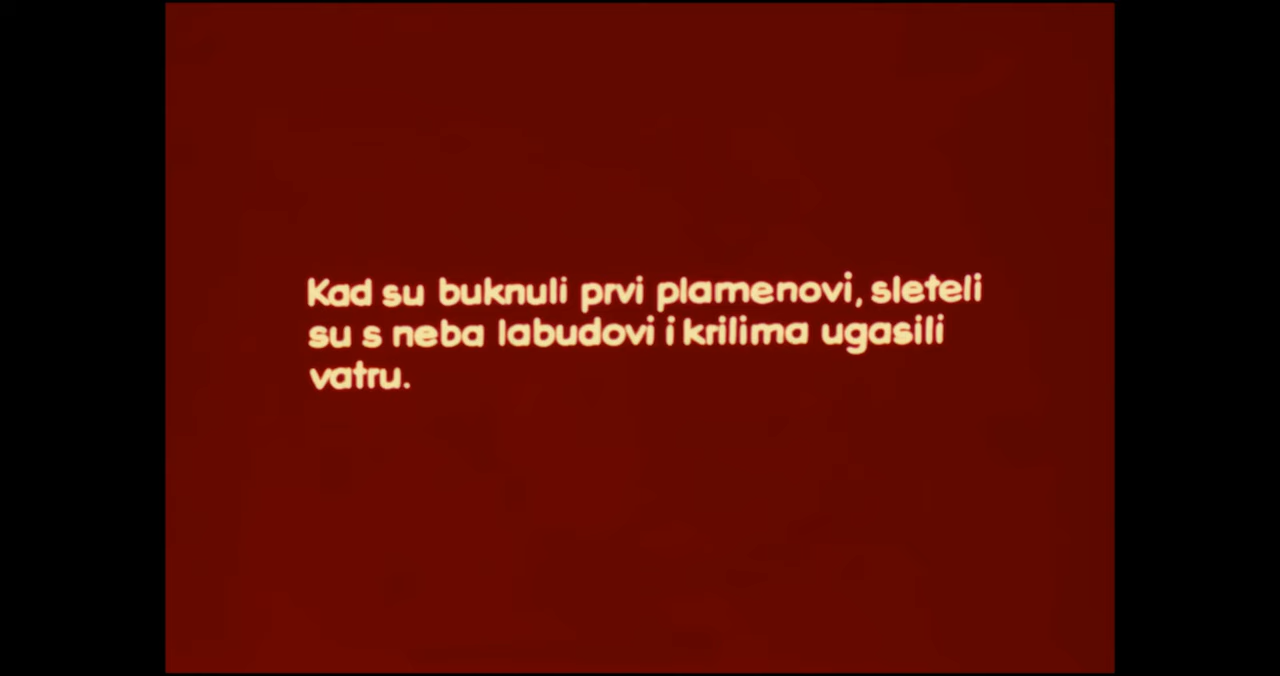 Kad su buknuli prvi plamenovi, sleteli
su s neba labudovi i krilima ugasili
vatru.